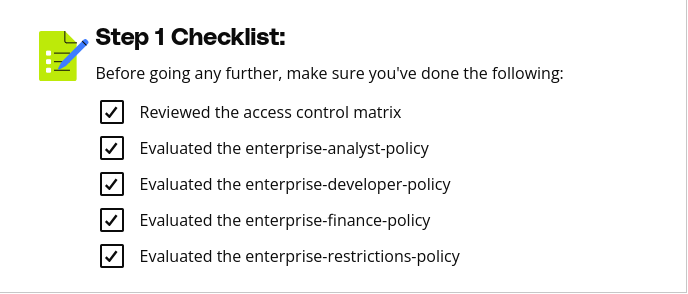 Step 1 Checklist:
Before going any further, make sure you've done the following:
Reviewed the access control matrix
Evaluated the enterprise-analyst-policy
Evaluated the enterprise-developer-policy
Evaluated the enterprise-finance-policy
Evaluated the enterprise-restrictions-policy